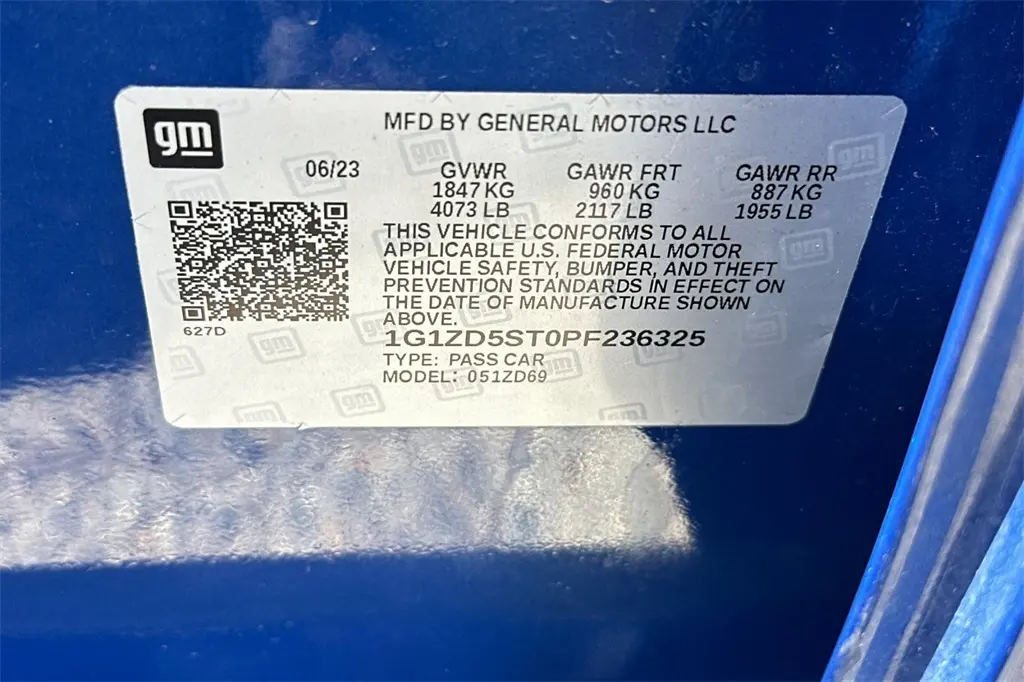 gm
MFD BY GENERAL MOTORS LLC
06/23 GVWR GAWR FRT GAWR RR
1847 KG 960 KG 887 KG
4073 LB 2117 LB 1955 LB
THIS VEHICLE CONFORMS TO ALL
APPLICABLE U.S. FEDERAL MOTOR
VEHICLE SAFETY, BUMPER, AND THEFT
PREVENTION STANDARDS IN EFFECT ON
THE DATE OF MANUFACTURE SHOWN
ABOVE.
627D
1G1ZD5ST0PF236325
TYPE: PASS CAR
MODEL: 051ZD69